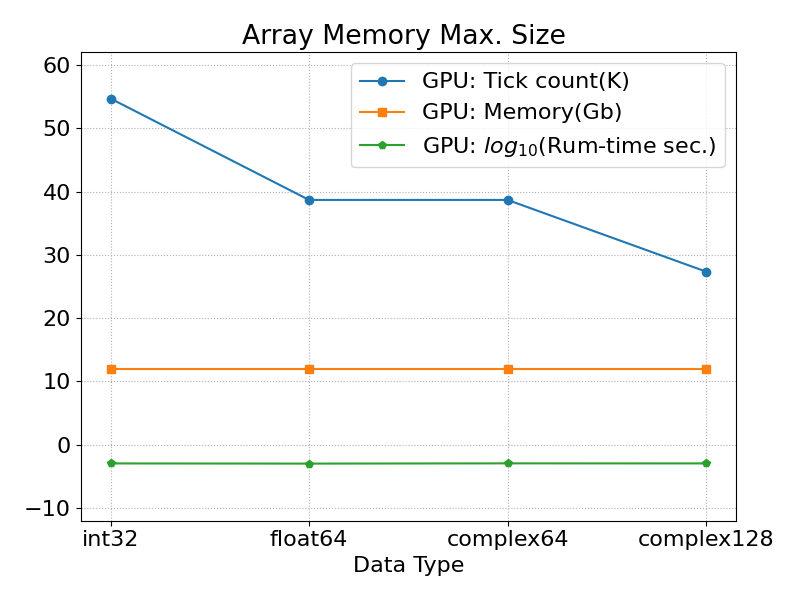 Array Memory Max. Size
60
50
40
30
20
10
0
−10
GPU: Tick count(K)
GPU: Memory(Gb)
GPU: log10(Rum-time sec.)
int32 float64 complex64 complex128
Data Type